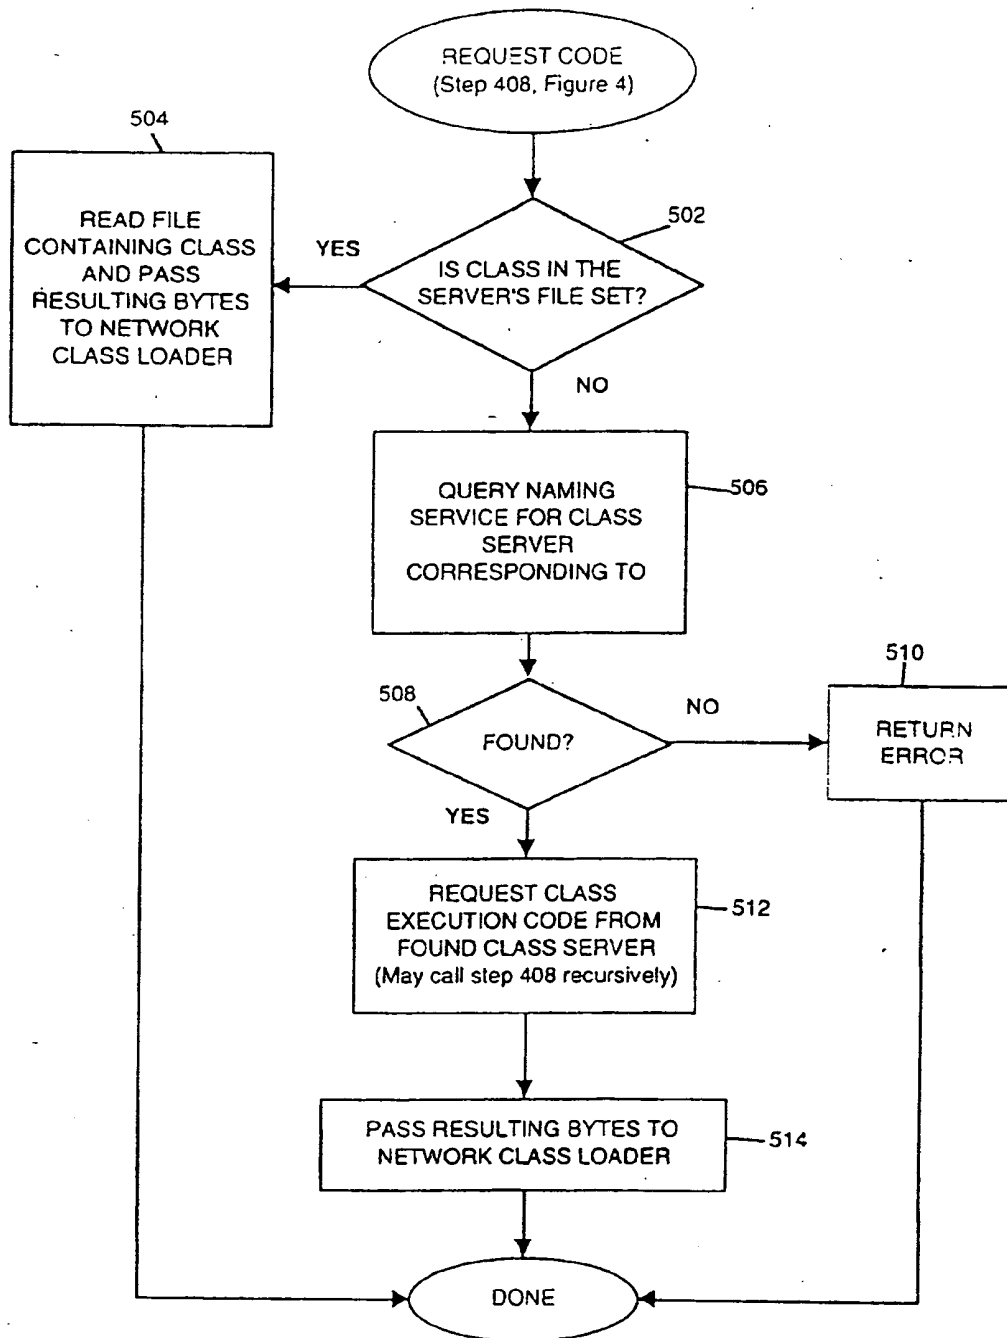 REQUEST CODE
(Step 408, Figure 4)
504
READ FILE
CONTAINING CLASS
AND PASS
RESULTING BYTES
TO NETWORK
CLASS LOADER
YES
502
IS CLASS IN THE
SERVER'S FILE SET?
NO
QUERY NAMING
SERVICE FOR CLASS
SERVER
CORRESPONDING TO
506
508
FOUND?
NO
510
RETURN
ERROR
YES
REQUEST CLASS
EXECUTION CODE FROM
FOUND CLASS SERVER
(May call step 408 recursively)
512
PASS RESULTING BYTES TO
NETWORK CLASS LOADER
514
DONE